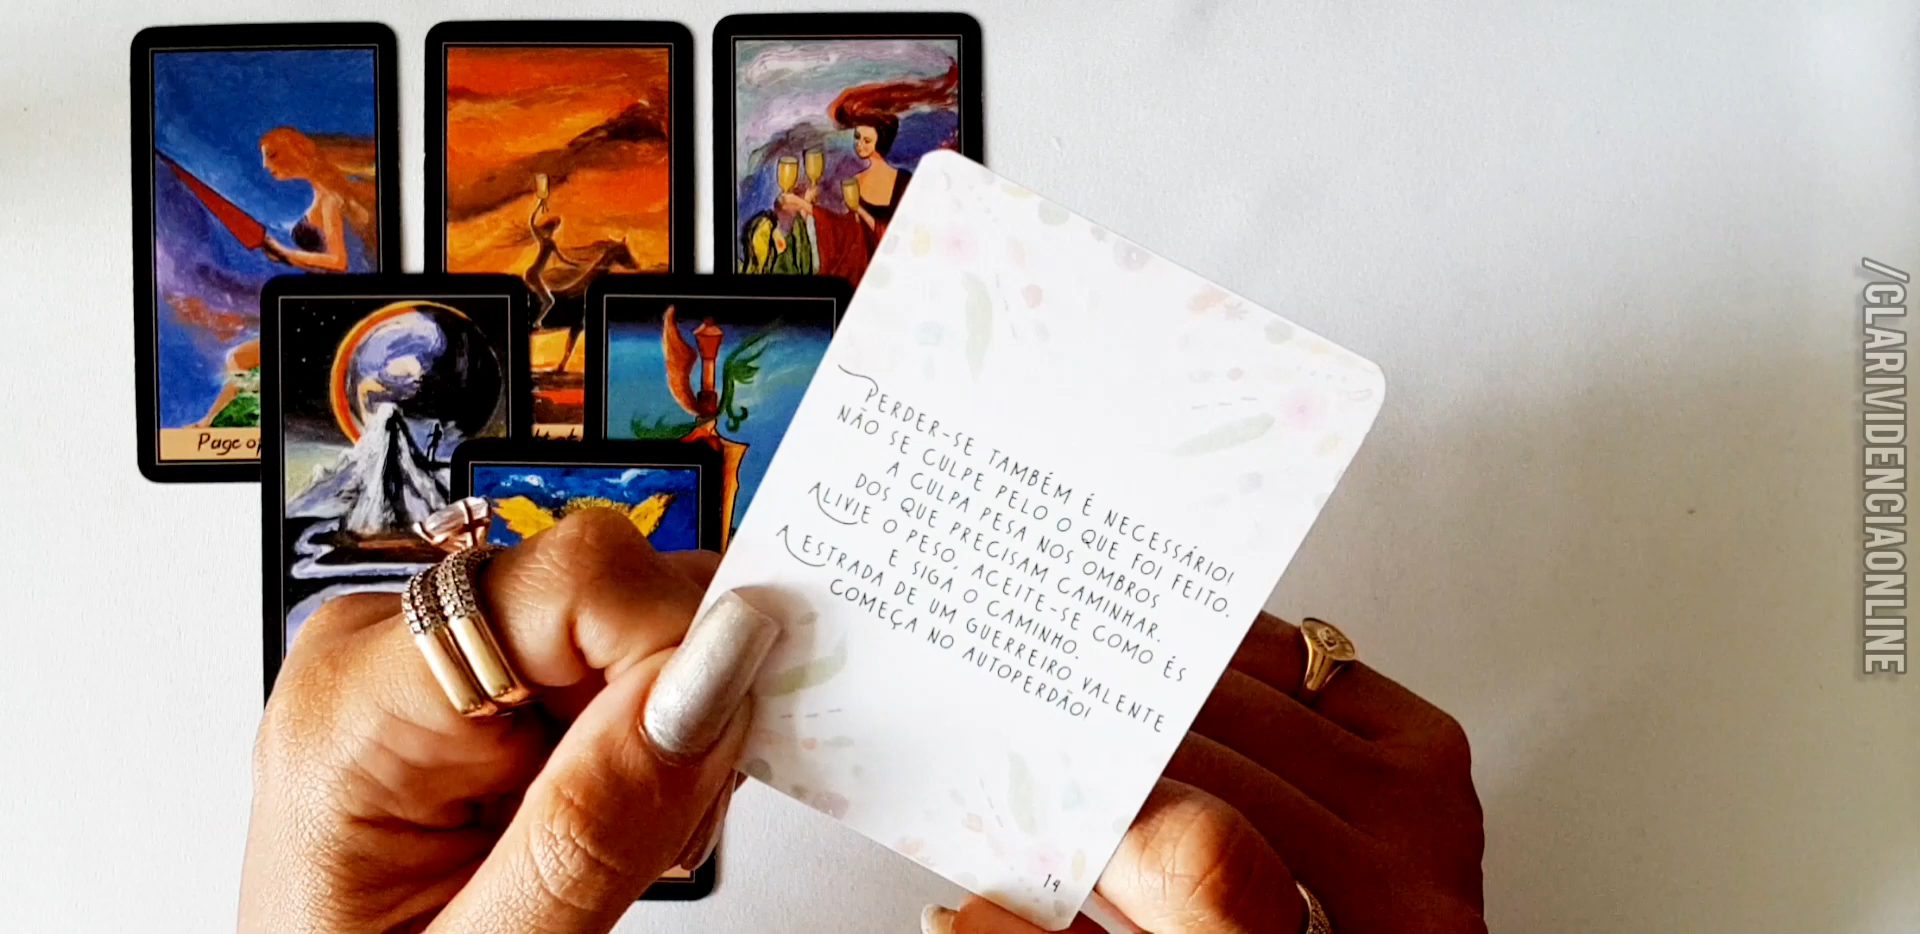 Page of
PERDER-SE TAMBÉM É NECESSÁRIO!
NÃO SE CULPE PELO O QUE FOI FEITO.
A CULPA PESA NOS OMBROS
DOS QUE PRECISAM CAMINHAR.
ALIVIE O PESO, ACEITE-SE COMO ÉS
E SIGA O CAMINHO.
A ESTRADA DE UM GUERREIRO VALENTE
COMEÇA NO AUTOPERDÃO!
14
/CLARIVIDENCIAONLINE